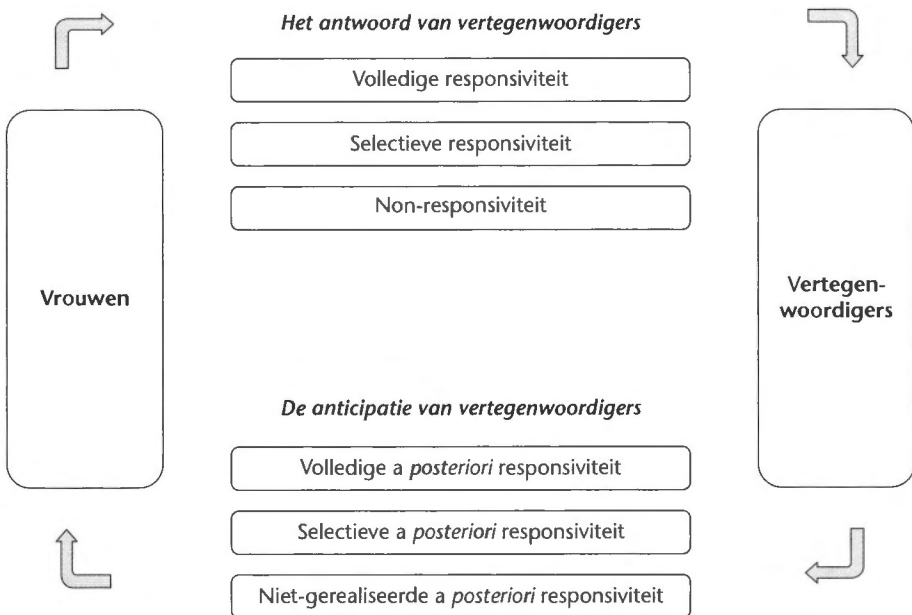 Het antwoord van vertegenwoordigers
Volledige responsiviteit
Selectieve responsiviteit
Non-responsiviteit
Vrouwen
Vertegen-
woordigers
De anticipatie van vertegenwoordigers
Volledige a posteriori responsiviteit
Selectieve a posteriori responsiviteit
Niet-gerealiseerde a posteriori responsiviteit